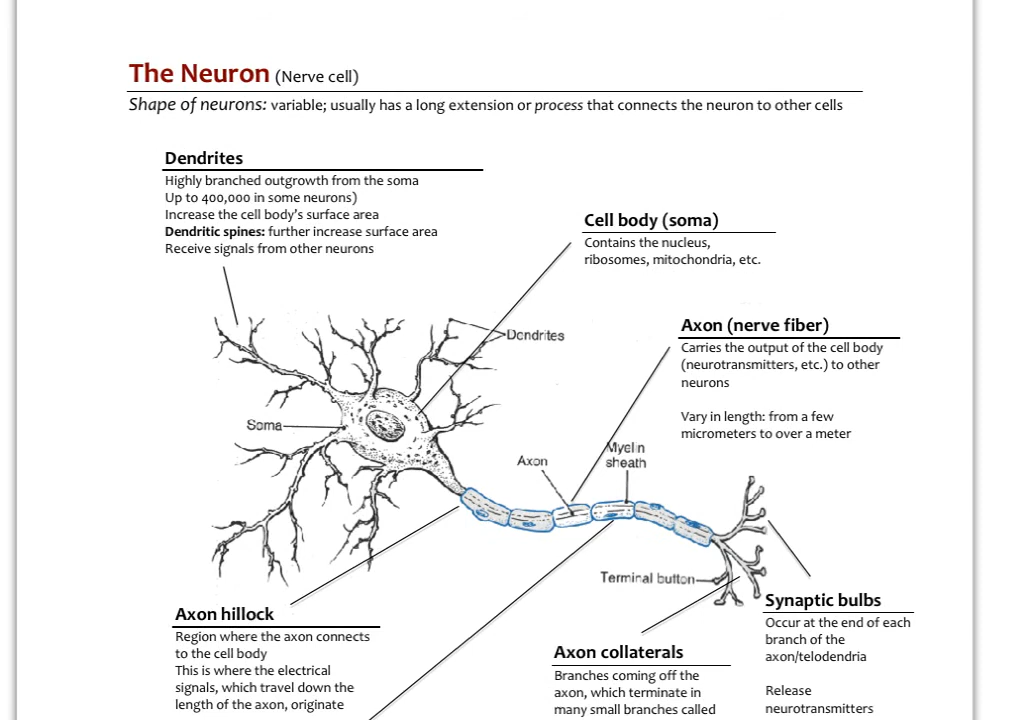 The Neuron (Nerve cell)
Shape of neurons: variable; usually has a long extension or process that connects the neuron to other cells
Dendrites
Highly branched outgrowth from the soma
Up to 400,000 in some neurons)
Increase the cell body's surface area
Dendritic spines: further increase surface area
Receive signals from other neurons
Cell body (soma)
Contains the nucleus,
ribosomes, mitochondria, etc.
Axon (nerve fiber)
Carries the output of the cell body
(neurotransmitters, etc.) to other
neurons
Vary in length: from a few
micrometers to over a meter
Dendrites
Soma
Axon
Myelin
sheath
Terminal button
Axon hillock
Region where the axon connects
to the cell body
This is where the electrical
signals, which travel down the
length of the axon, originate
Axon collaterals
Branches coming off the
axon, which terminate in
many small branches called
Synaptic bulbs
Occur at the end of each
branch of the
axon/telodendria
Release
neurotransmitters